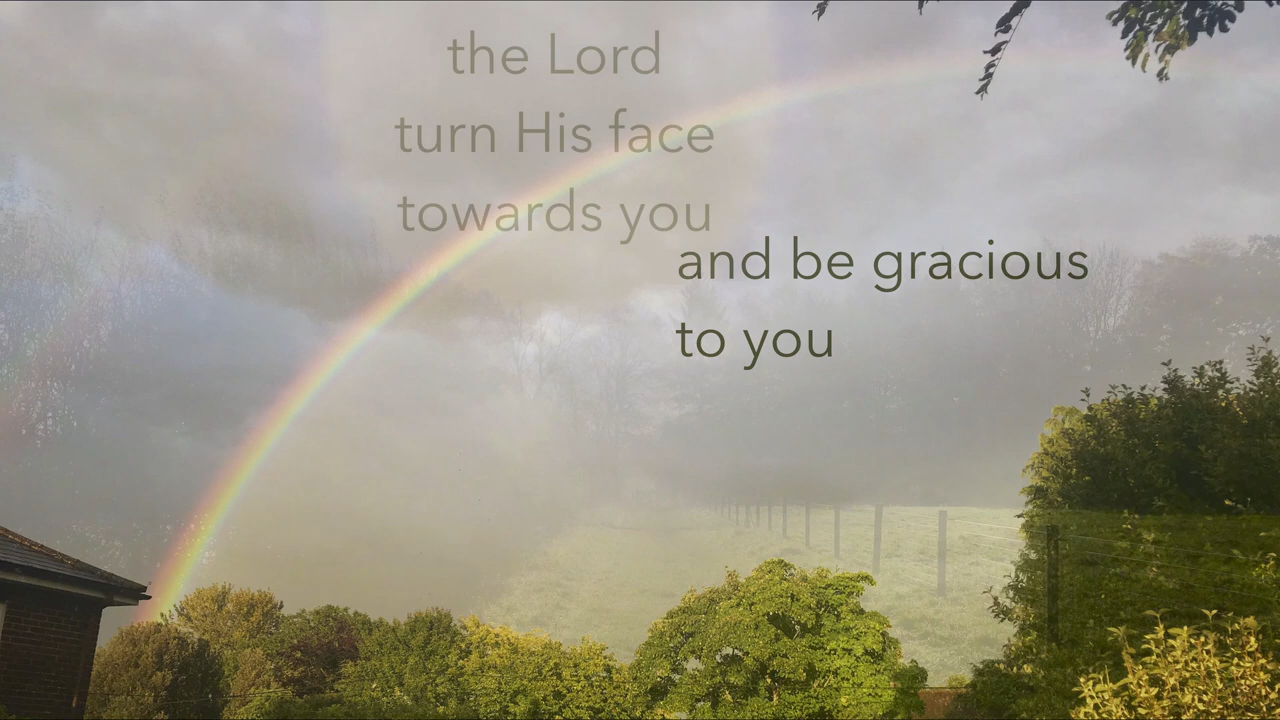 the Lord
turn His face
towards you
and be gracious
to you